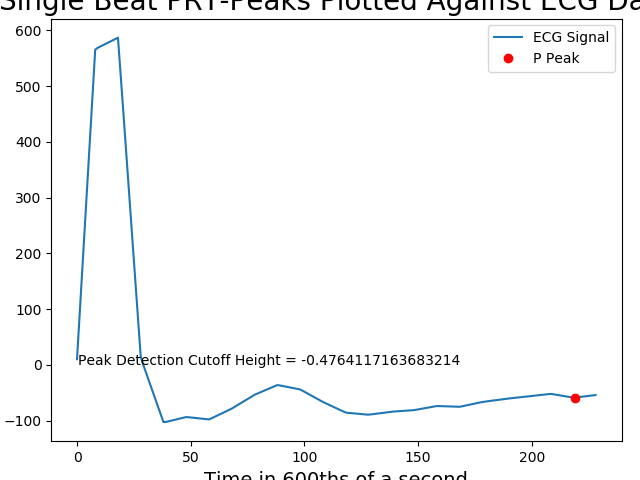 Single Beat PRT-Peaks Plotted Against ECG Da
600
500
400
300
200
100
0
−100
ECG Signal
P Peak
Peak Detection Cutoff Height = -0.4764117163683214
0 50 100 150 200
Time in 600ths of a second